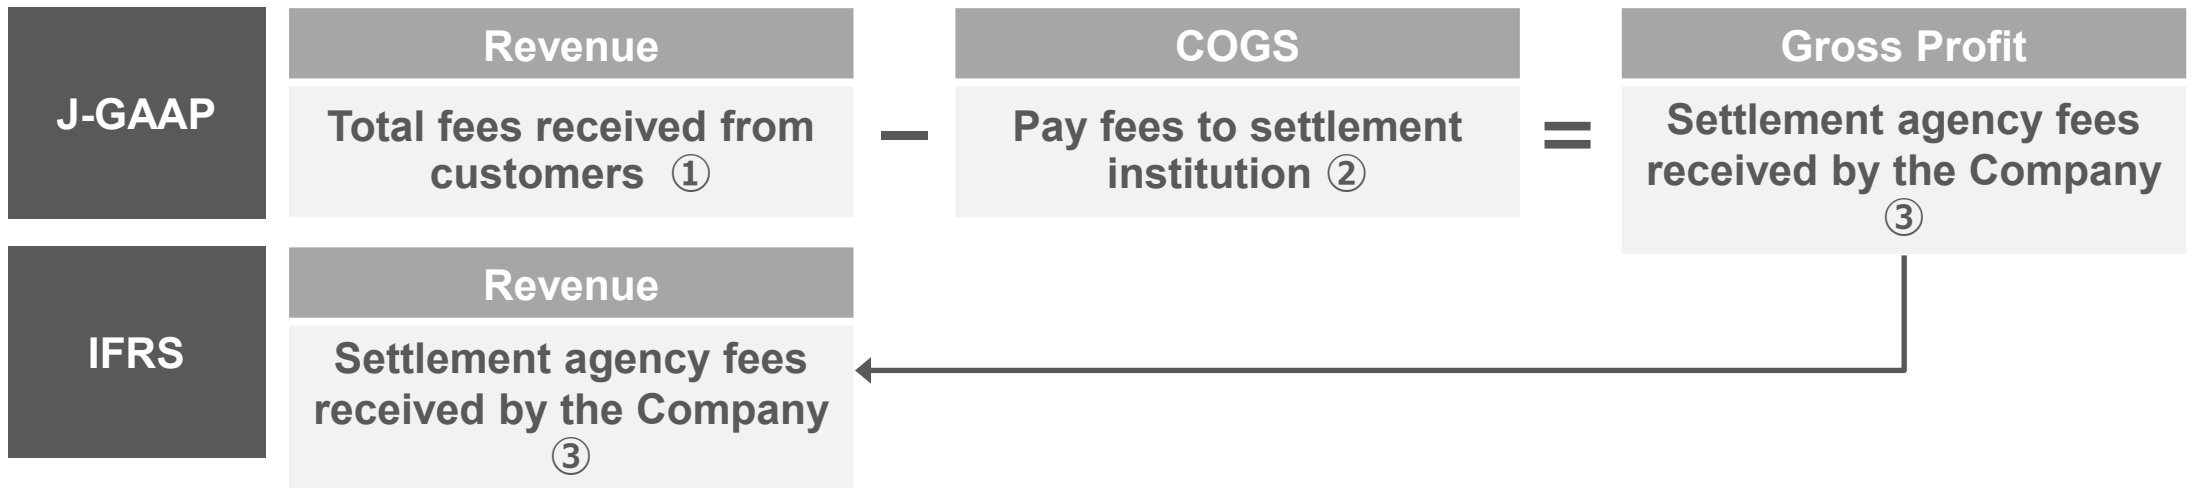 J-GAAP
Revenue
Total fees received from
customers ①
−
COGS
Pay fees to settlement
institution ②
=
Gross Profit
Settlement agency fees
received by the Company
③
IFRS
Revenue
Settlement agency fees
received by the Company
③